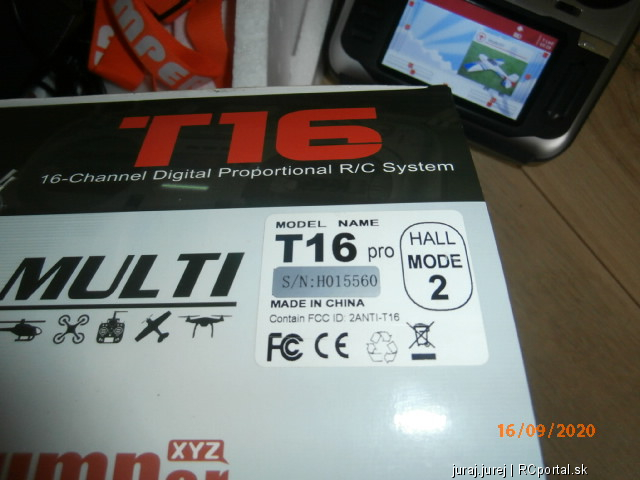 T16
16-Channel Digital Proportional R/C System
MODEL NAME
T16 pro
HALL
MODE
2
S/N:H015560
MADE IN CHINA
Contain FCC ID: 2ANTI-T16
FC CE
MULTI
XYZ
16/09/2020
juraj.jurej | RCportal.sk